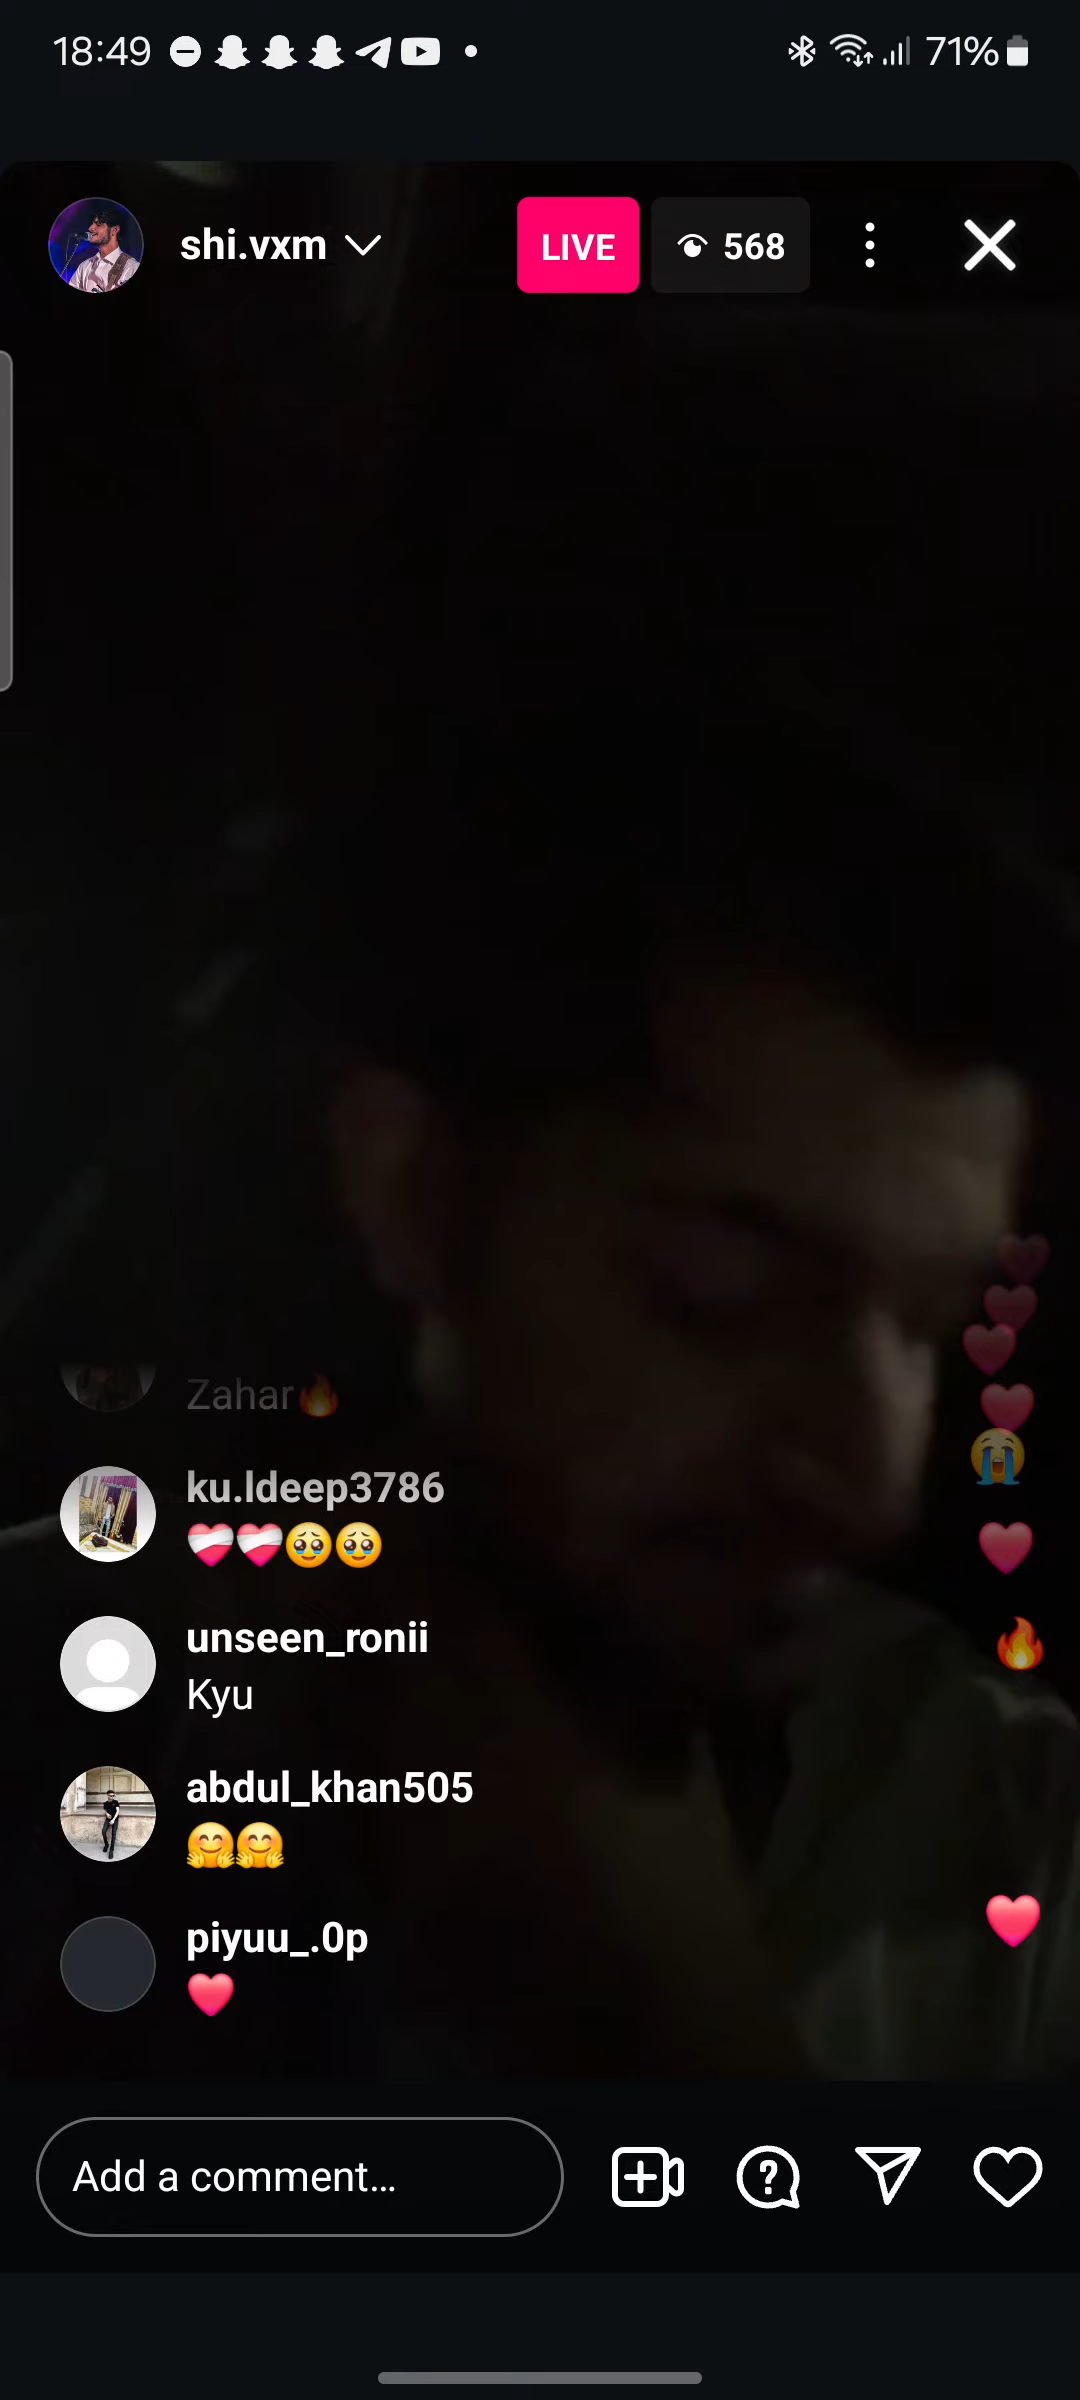 18:49
71%
shi.vxm
LIVE
568
Zahar🔥
ku.ldeep3786
❤️‍🩹❤️‍🩹🥹🥹
unseen_ronii
Kyu
abdul_khan505
🤗🤗
piyuu_.0p
❤️
Add a comment...